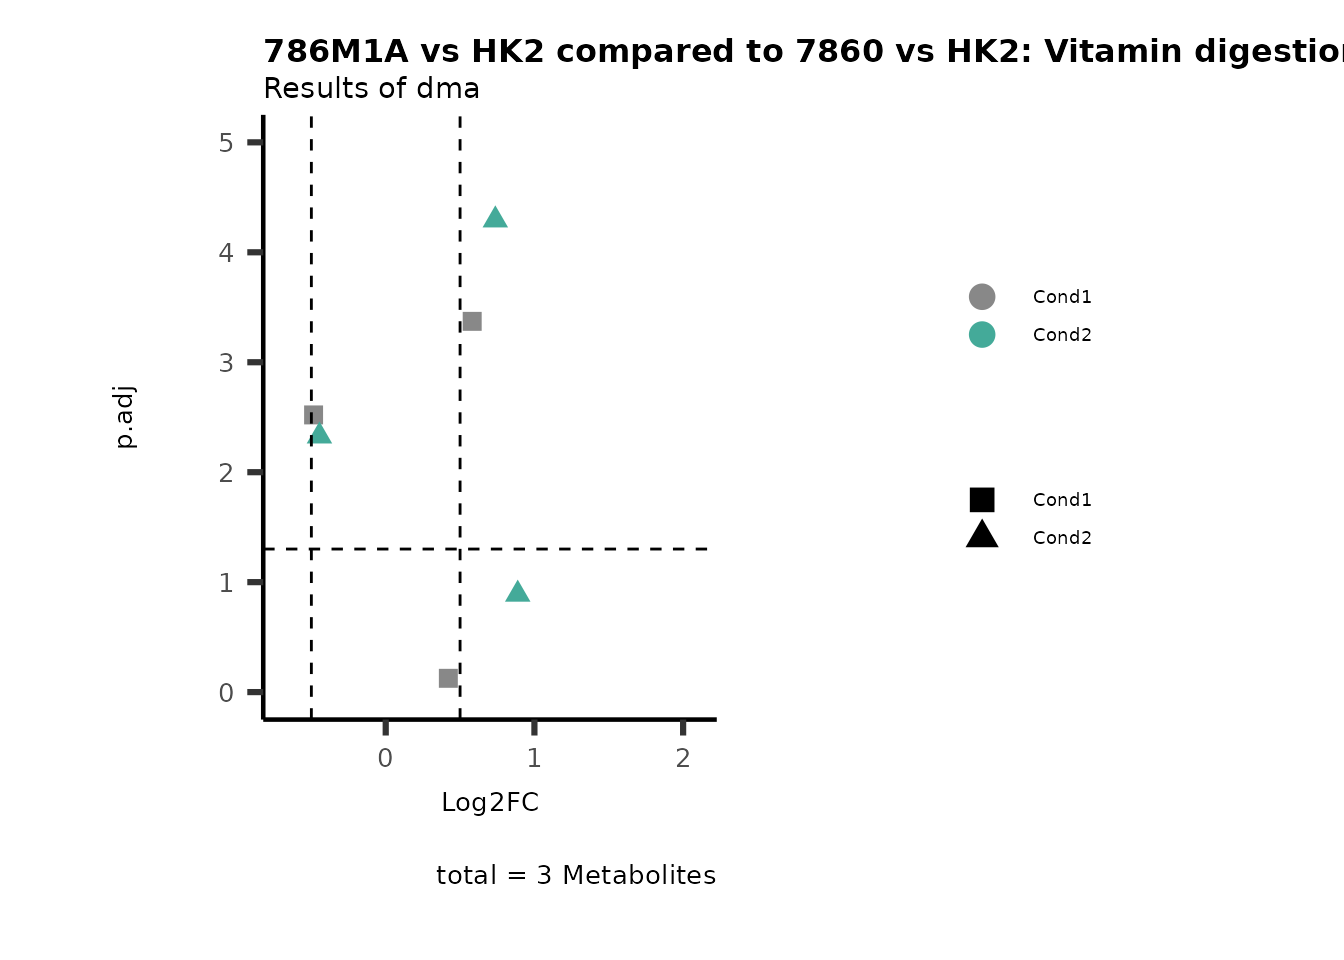 786M1A vs HK2 compared to 7860 vs HK2: Vitamin
Results of dma
5
4
3
2
1
0
p.adj
0 1 2
Log2FC
total = 3 Metabolites
Cond1
Cond2
Cond1
Cond2